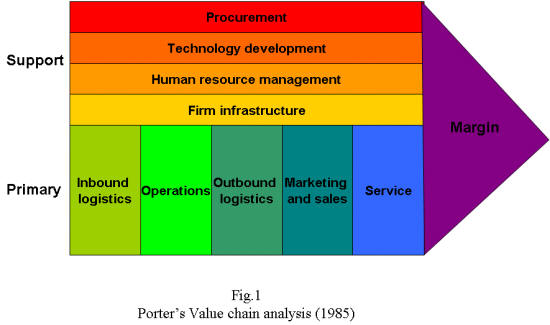 Support
Procurement
Technology development
Human resource management
Firm infrastructure
Margin
Primary
Inbound
logistics
Operations
Outbound
logistics
Marketing
and sales
Service
Fig.1
Porter's Value chain analysis (1985)